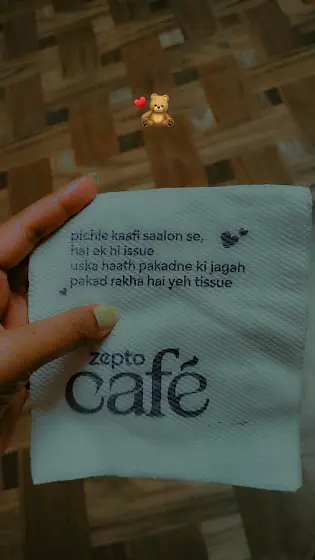 pichle kaafi saalon se,
hai ek hi issue
uska haath pakadne ki jagah
pakad rakha hai yeh tissue
zepto
café